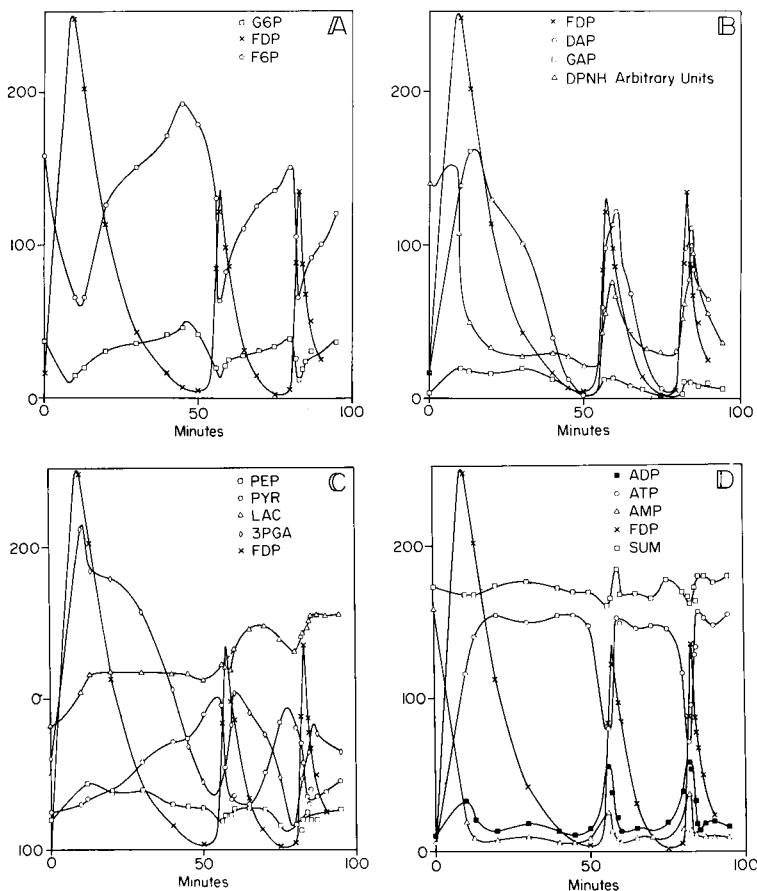 A
G6P
FDP
F6P
200
100
0
0
50
100
Minutes
B
FDP
DAP
GAP
DPNH Arbitrary Units
200
100
0
0
50
100
Minutes
C
PEP
PYR
LAC
3PGA
FDP
200
0
100
0
50
100
Minutes
D
ADP
ATP
AMP
FDP
SUM
200
100
0
0
50
100
Minutes